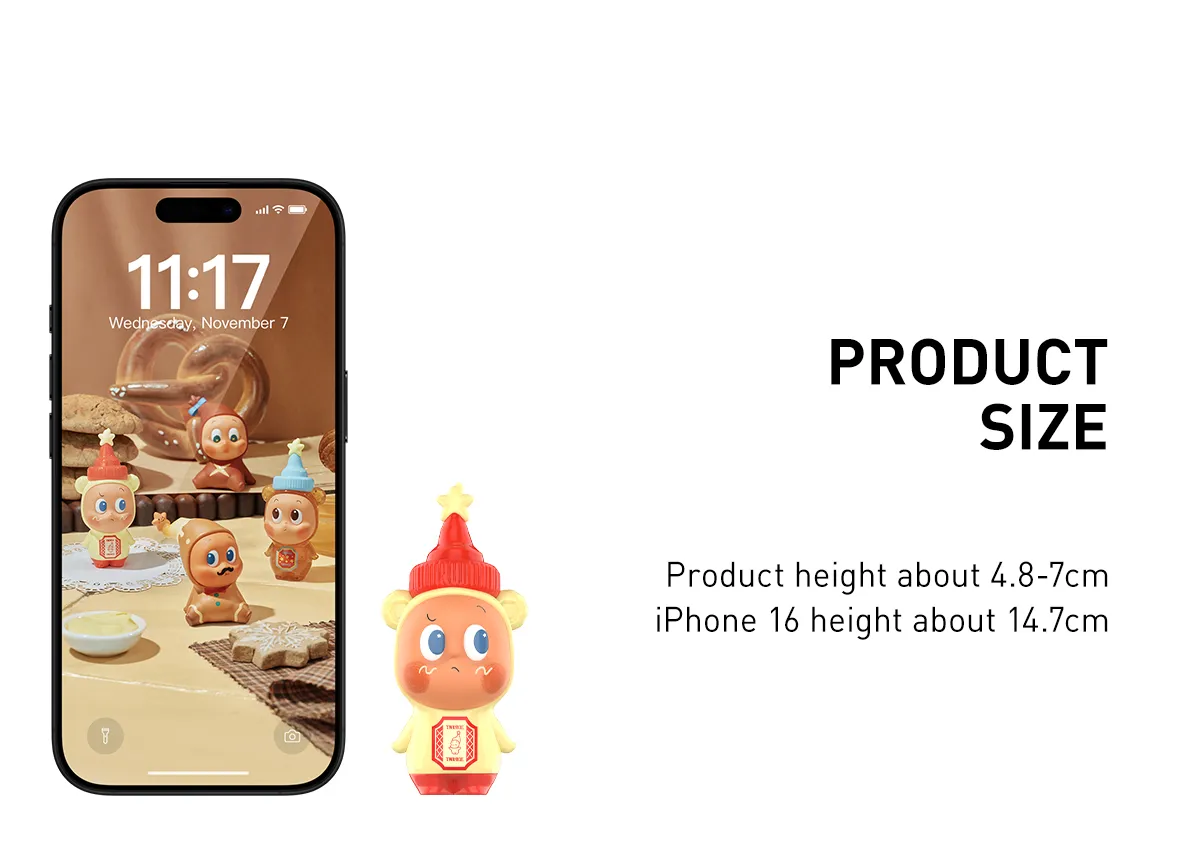 11:17
Wednesday, November 7
PRODUCT
SIZE
Product height about 4.8-7cm
iPhone 16 height about 14.7cm